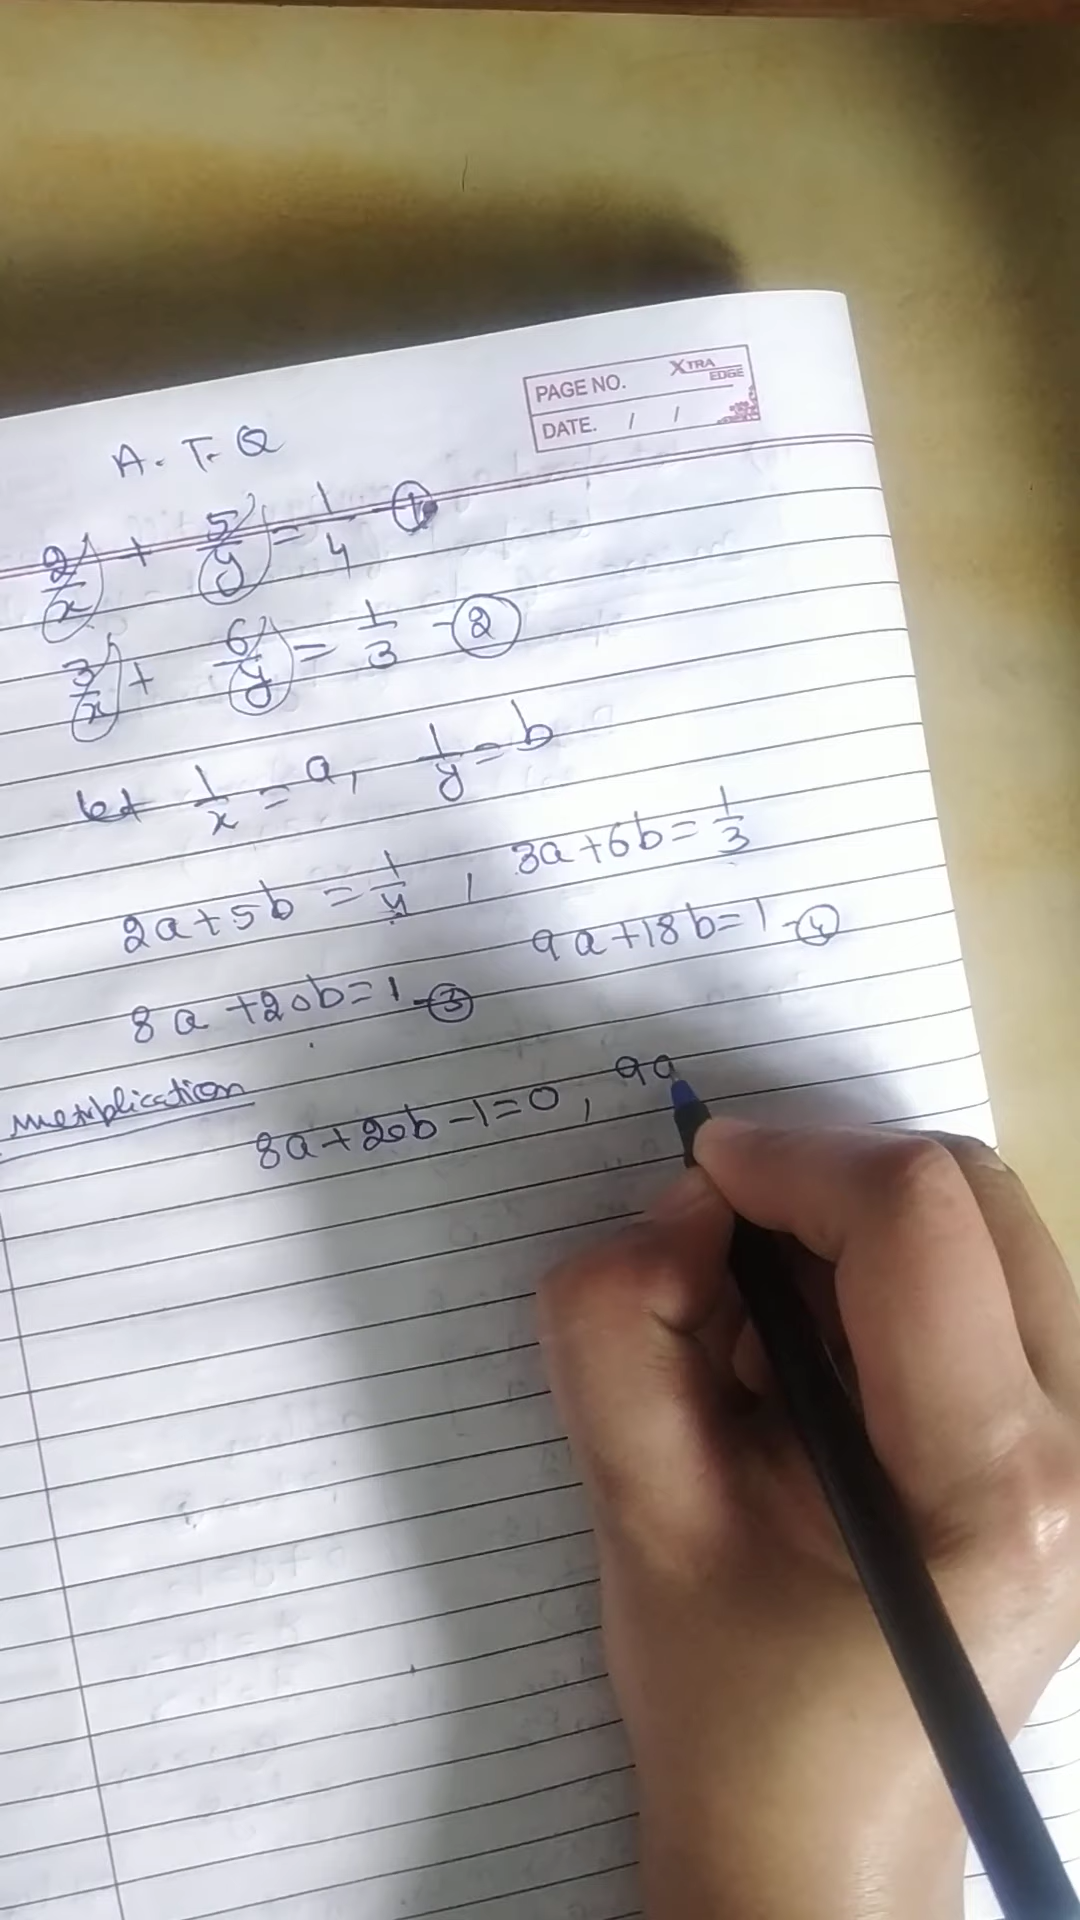 PAGE NO. XTRA EDGE
DATE. / /
A. T. Q
2/x + 5/y = 1/4 - ①
3/x + 6/y = 1/3 - ②
let 1/x = a, 1/y = b
2a+5b = 1/4 , 3a+6b = 1/3
8a+20b=1 - ③ 9a+18b=1 - ④
8a+20b-1=0, 9a